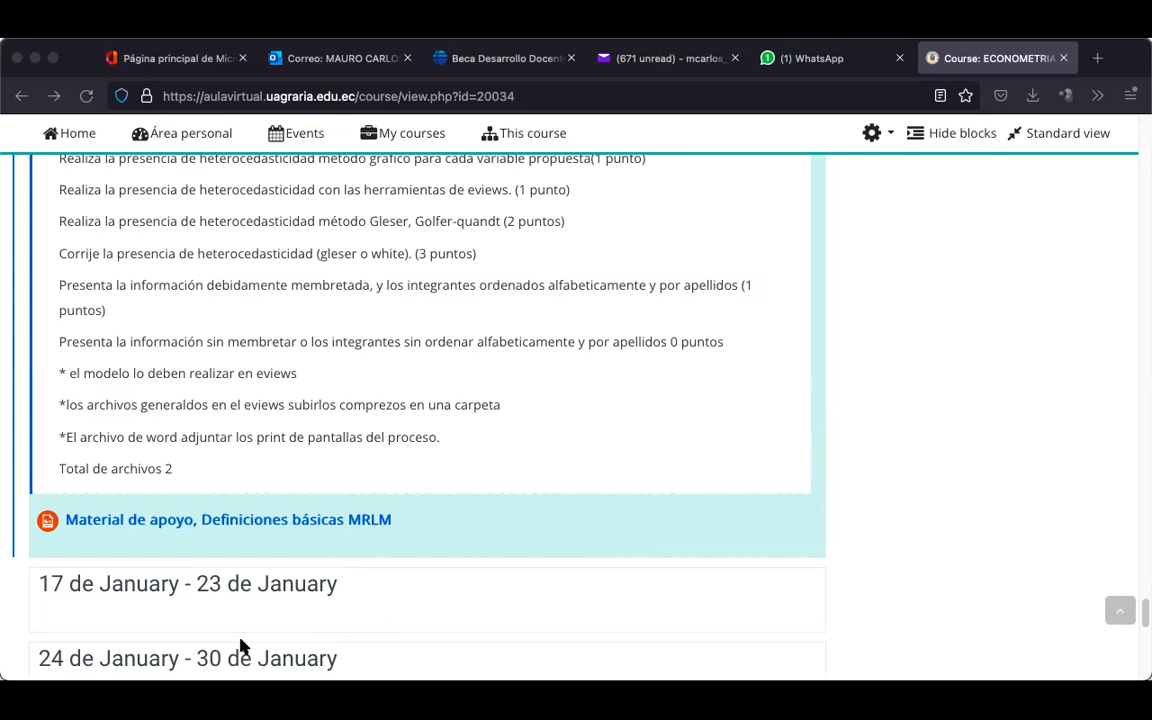 Página principal de Micr
Correo: MAURO CARLO
Beca Desarrollo Docent
(671 unread) - mcarlos_
(1) WhatsApp
Course: ECONOMETRIA
https://aulavirtual.uagraria.edu.ec/course/view.php?id=20034
Home
Área personal
Events
My courses
This course
Hide blocks
Standard view
Realiza la presencia de heterocedasticidad método gráfico para cada variable propuesta(1 punto)
Realiza la presencia de heterocedasticidad con las herramientas de eviews. (1 punto)
Realiza la presencia de heterocedasticidad método Gleser, Golfer-quandt (2 puntos)
Corrije la presencia de heterocedasticidad (gleser o white). (3 puntos)
Presenta la información debidamente membretada, y los integrantes ordenados alfabeticamente y por apellidos (1
puntos)
Presenta la información sin membretar o los integrantes sin ordenar alfabeticamente y por apellidos 0 puntos
* el modelo lo deben realizar en eviews
*los archivos generaldos en el eviews subirlos comprezos en una carpeta
*El archivo de word adjuntar los print de pantallas del proceso.
Total de archivos 2
Material de apoyo, Definiciones básicas MRLM
17 de January - 23 de January
24 de January - 30 de January